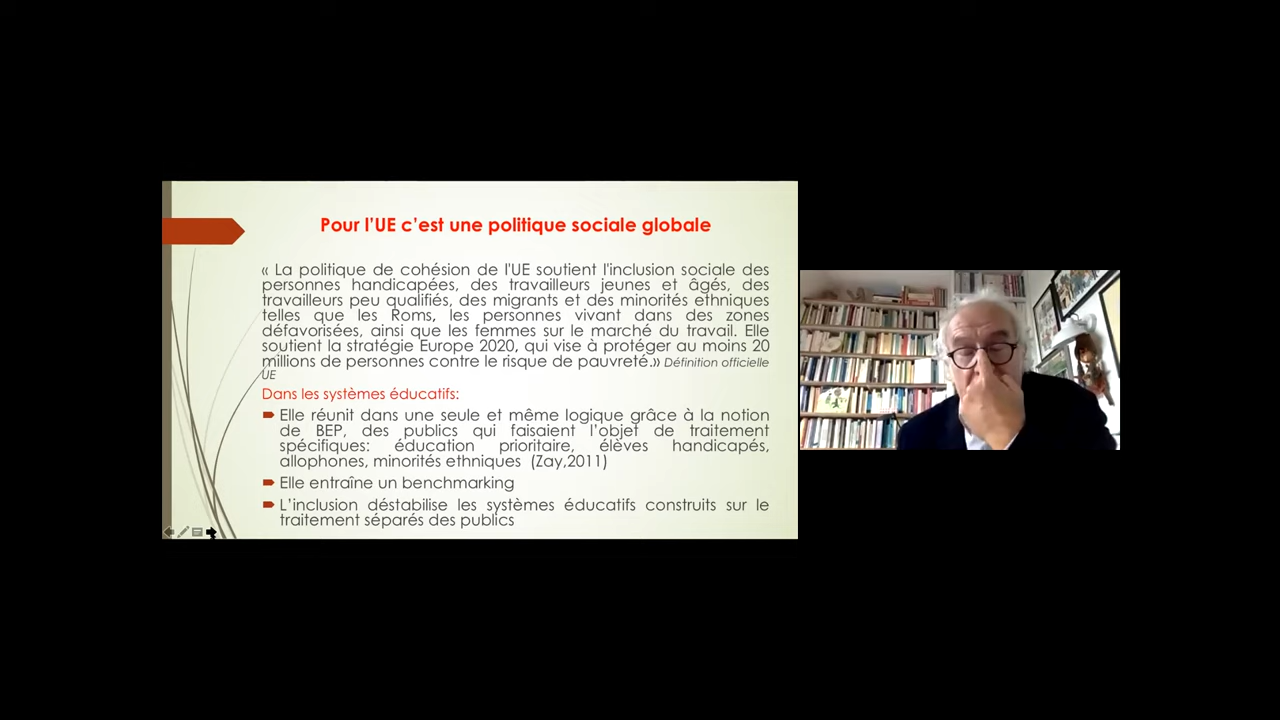 Pour l'UE c'est une politique sociale globale
« La politique de cohésion de l'UE soutient l'inclusion sociale des
personnes handicapées, des travailleurs jeunes et âgés, des
travailleurs peu qualifiés, des migrants et des minorités ethniques
telles que les Roms, les personnes vivant dans des zones
défavorisées, ainsi que les femmes sur le marché du travail. Elle
soutient la stratégie Europe 2020, qui vise à protéger au moins 20
millions de personnes contre le risque de pauvreté.» Définition officielle
UE
Dans les systèmes éducatifs:
Elle réunit dans une seule et même logique grâce à la notion
de BEP, des publics qui faisaient l'objet de traitement
spécifiques: éducation prioritaire, élèves handicapés,
allophones, minorités ethniques (Zay,2011)
Elle entraîne un benchmarking
L'inclusion déstabilise les systèmes éducatifs construits sur le
traitement séparés des publics